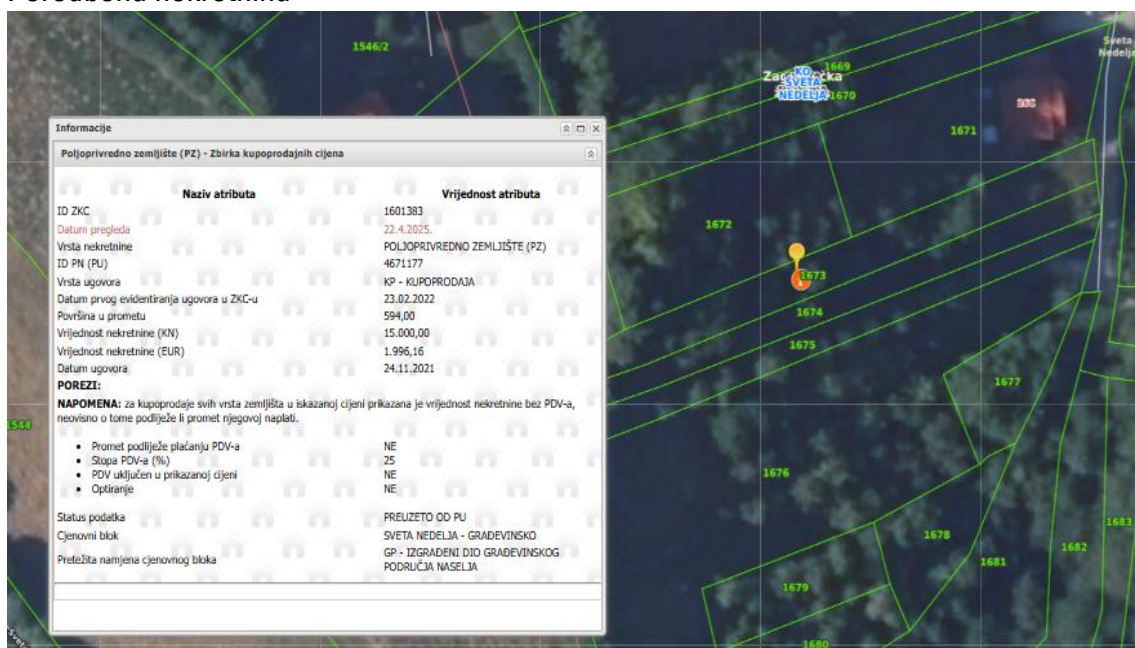 1546/2
Sveta
Nedelja
1669
KO
SVETA
NEDELJA
1670
266
1671
1672
1673
1674
1675
1677
1676
1544
1678
1681
1682
1683
1679
1680
Informacije
Poljoprivredno zemljište (PZ) - Zbirka kupoprodajnih cijena
Naziv atributa Vrijednost atributa
ID ZKC 1601383
Datum pregleda 22.4.2025.
Vrsta nekretnine POLJOPRIVREDNO ZEMLJIŠTE (PZ)
ID PN (PU) 4671177
Vrsta ugovora KP - KUPOPRODAJA
Datum prvog evidentiranja ugovora u ZKC-u 23.02.2022
Površina u prometu 594,00
Vrijednost nekretnine (KN) 15.000,00
Vrijednost nekretnine (EUR) 1.996,16
Datum ugovora 24.11.2021
POREZI:
NAPOMENA: za kupoprodaje svih vrsta zemljišta u iskazanoj cijeni prikazana je vrijednost nekretnine bez PDV-a,
neovisno o tome podliježe li promet njegovoj naplati.
• Promet podliježe plaćanju PDV-a NE
• Stopa PDV-a (%) 25
• PDV uključen u prikazanoj cijeni NE
• Optiranje NE
Status podatka PREUZETO OD PU
Cjenovni blok SVETA NEDELJA - GRAĐEVINSKO
Pretežita namjena cjenovnog bloka GP - IZGRAĐENI DIO GRAĐEVINSKOG
PODRUČJA NASELJA